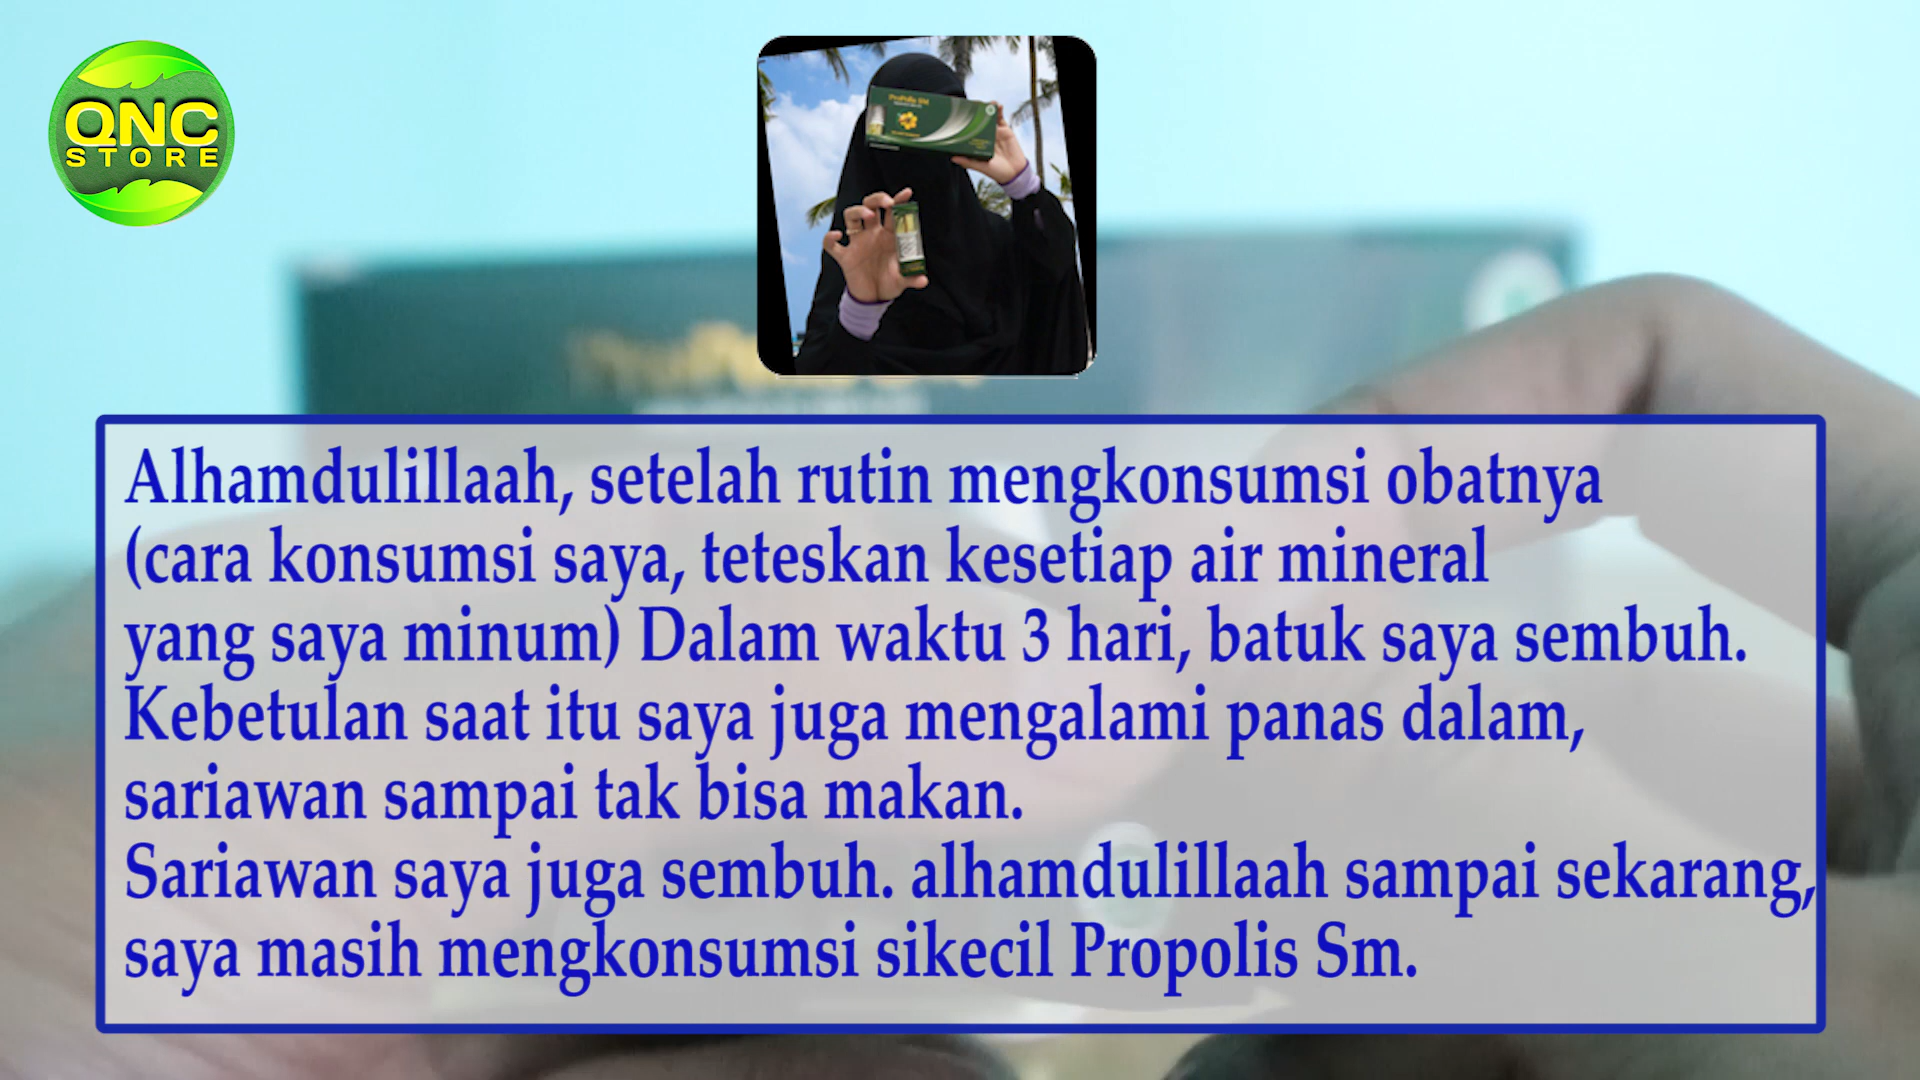 QNC
STORE
ProPolis SM
Alhamdulillaah, setelah rutin mengkonsumsi obatnya
(cara konsumsi saya, teteskan kesetiap air mineral
yang saya minum) Dalam waktu 3 hari, batuk saya sembuh.
Kebetulan saat itu saya juga mengalami panas dalam,
sariawan sampai tak bisa makan.
Sariawan saya juga sembuh. alhamdulillaah sampai sekarang,
saya masih mengkonsumsi sikecil Propolis Sm.